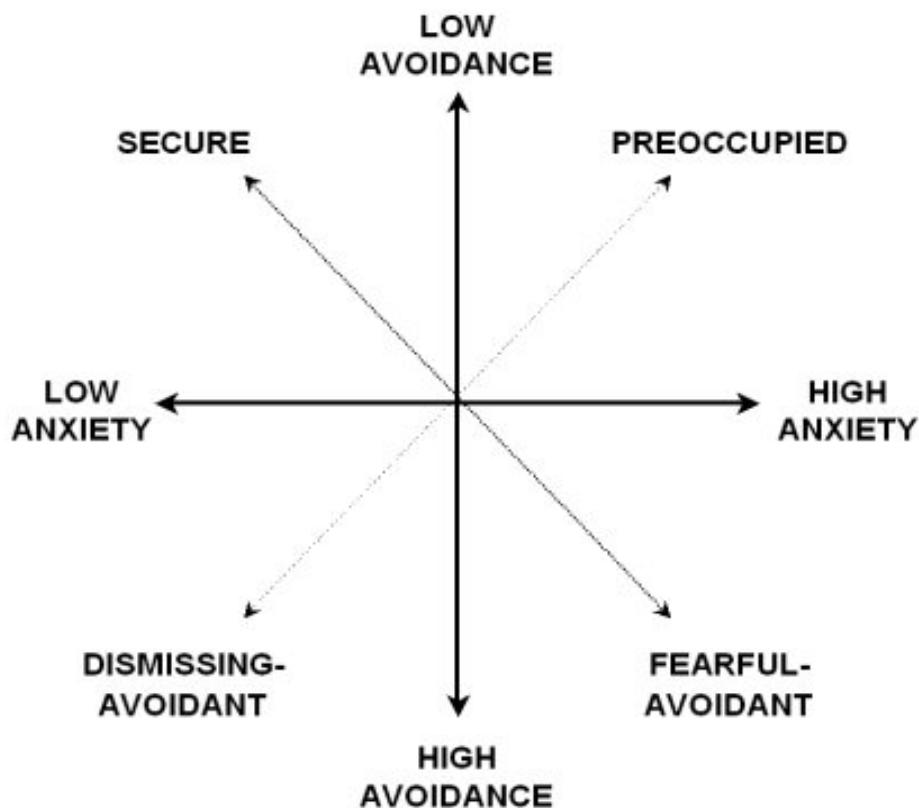 LOW
AVOIDANCE
SECURE
PREOCCUPIED
LOW
ANXIETY
HIGH
ANXIETY
DISMISSING-
AVOIDANT
FEARFUL-
AVOIDANT
HIGH
AVOIDANCE